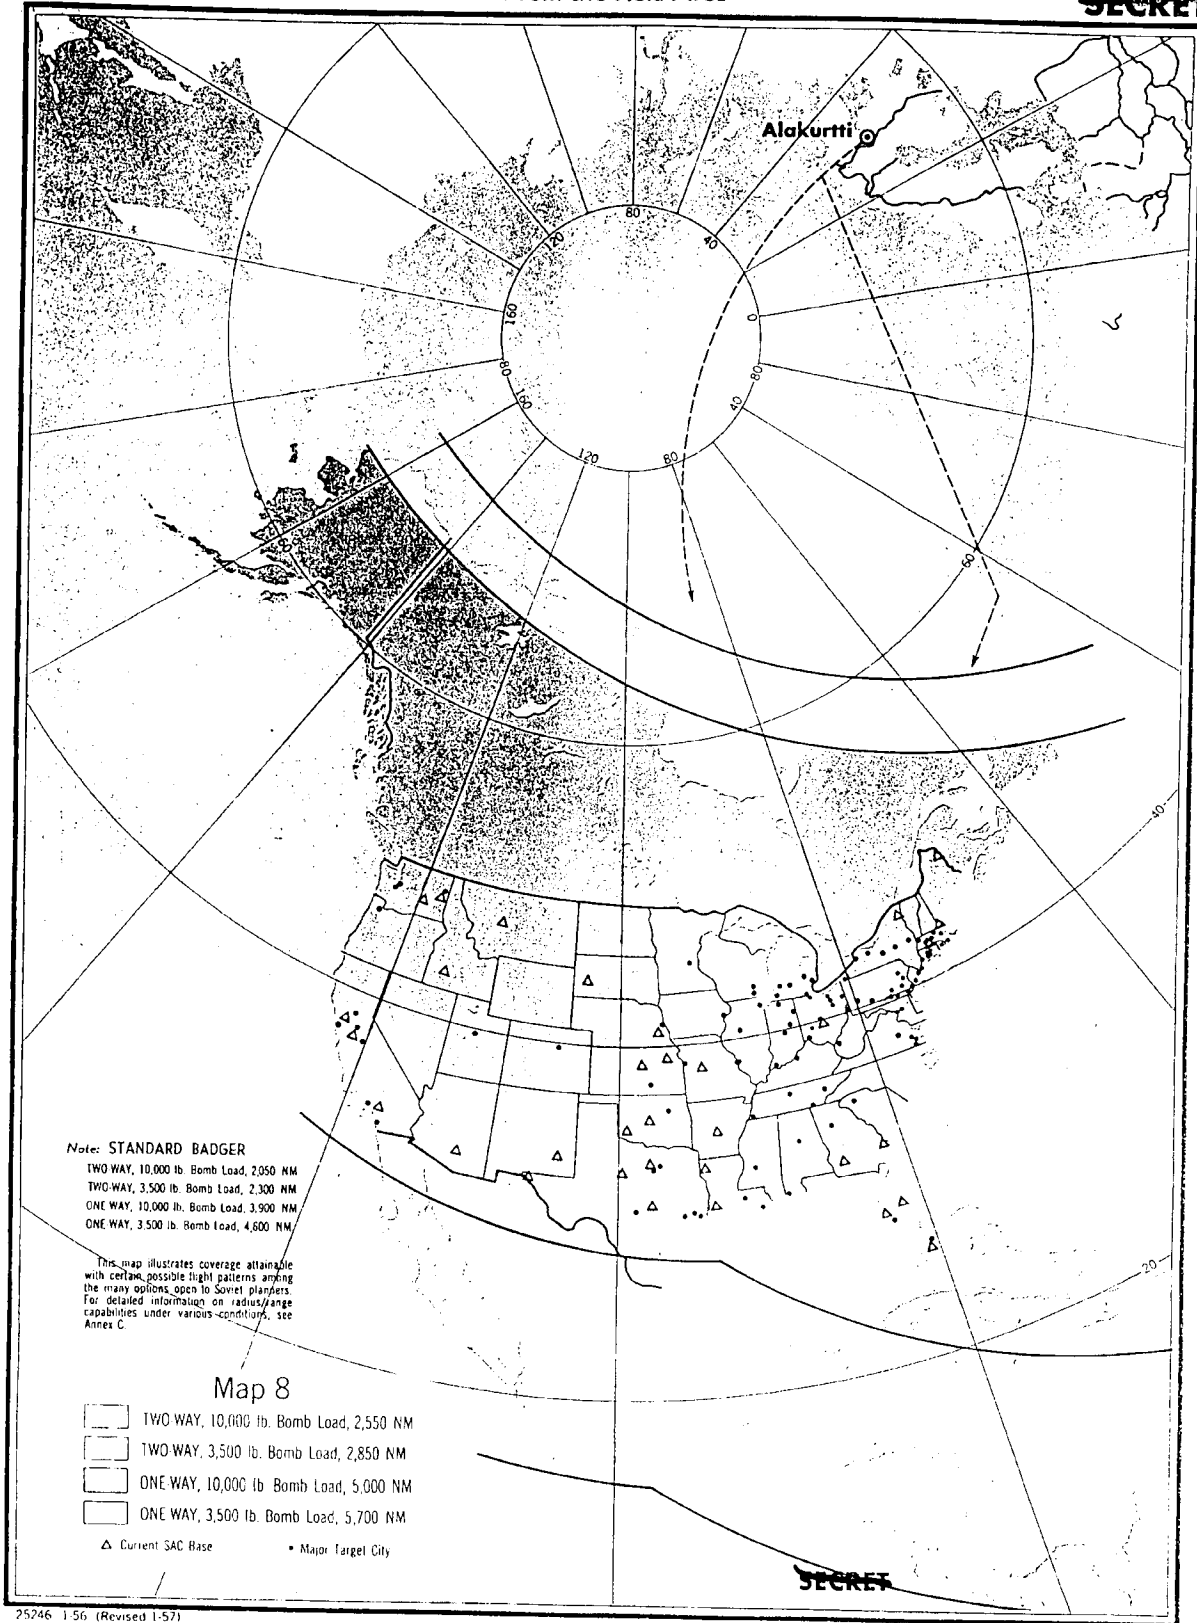 SECRE
Alakurtti
80
120
40
160
0
80
160
80
40
120
80
60
60
40
20
Note: STANDARD BADGER
TWO WAY, 10,000 lb. Bomb Load, 2,050 NM
TWO-WAY, 3,500 lb. Bomb Load, 2,300 NM
ONE WAY, 10,000 lb. Bomb Load, 3,900 NM
ONE WAY, 3,500 lb. Bomb Load, 4,600 NM
This map illustrates coverage attainable
with certain possible flight patterns among
the many options open to Soviet planners.
For detailed information on radius/range
capabilities under various conditions, see
Annex C.
Map 8
TWO WAY, 10,000 lb. Bomb Load, 2,550 NM
TWO-WAY, 3,500 lb. Bomb Load, 2,850 NM
ONE-WAY, 10,000 lb Bomb Load, 5,000 NM
ONE WAY, 3,500 lb. Bomb Load, 5,700 NM
Current SAC Base
Major Target City
SECRET
25246 1-56 (Revised 1-57)